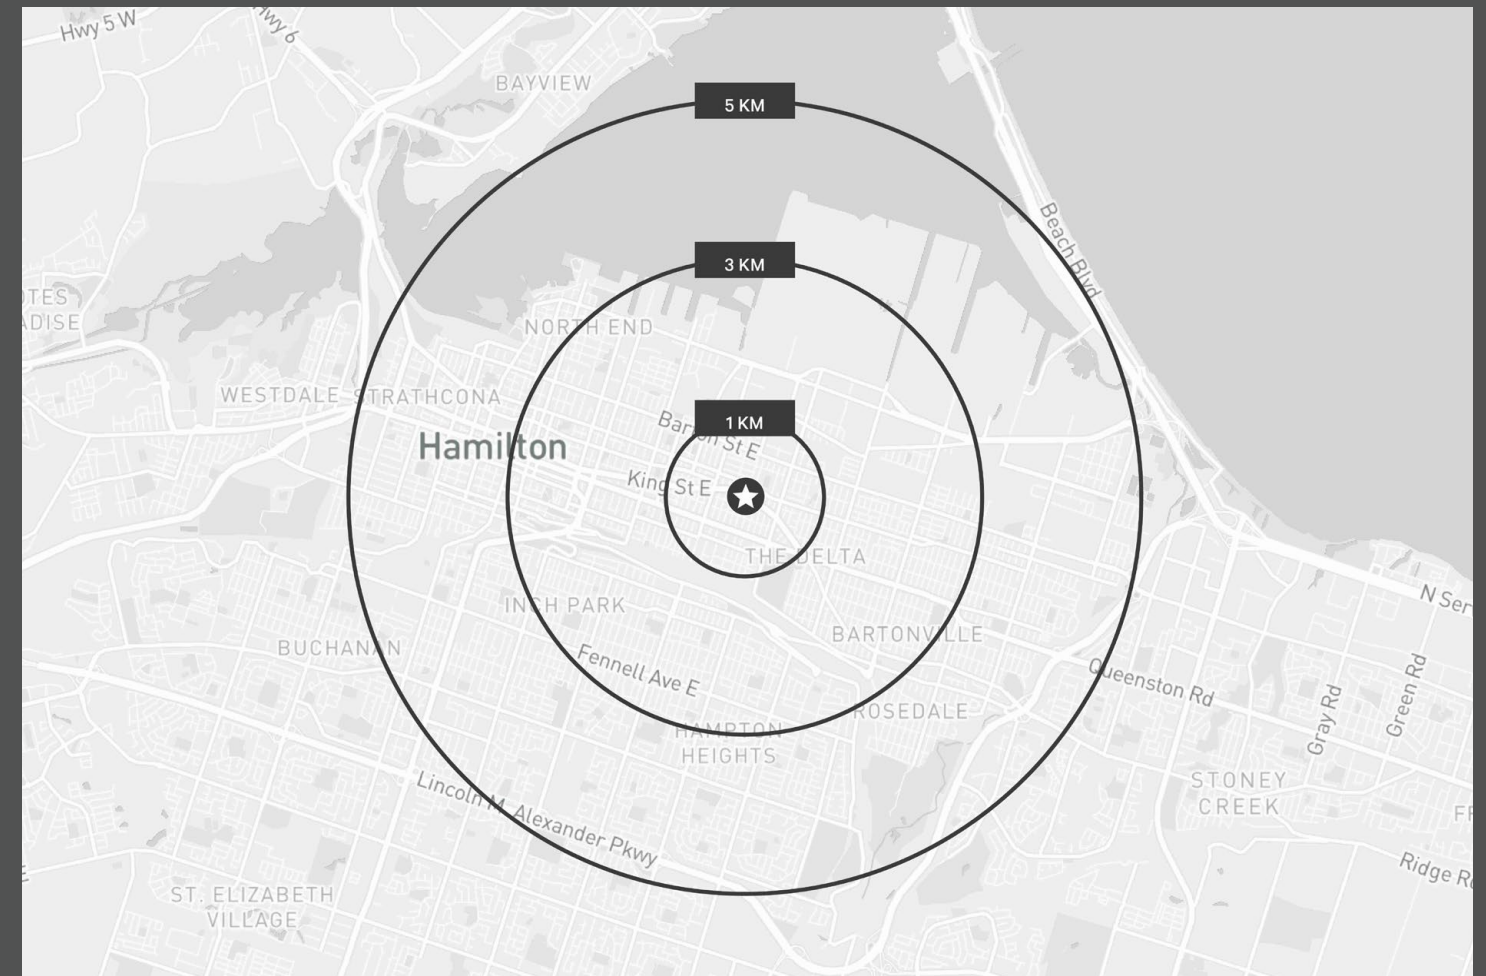 Hwy 5 W
Hwy 6
BAYVIEW
5 KM
Beach Blvd
3 KM
NORTH END
WESTDALE
STRATHCONA
Hamilton
1 KM
Barton St E
King St E
THE DELTA
INCH PARK
BARTONVILLE
BUCHANAN
Fennell Ave E
Queenston Rd
Gray Rd
Green Rd
ROSEDALE
HAMPTON
HEIGHTS
STONEY
CREEK
Lincoln M. Alexander Pkwy
ST. ELIZABETH
VILLAGE